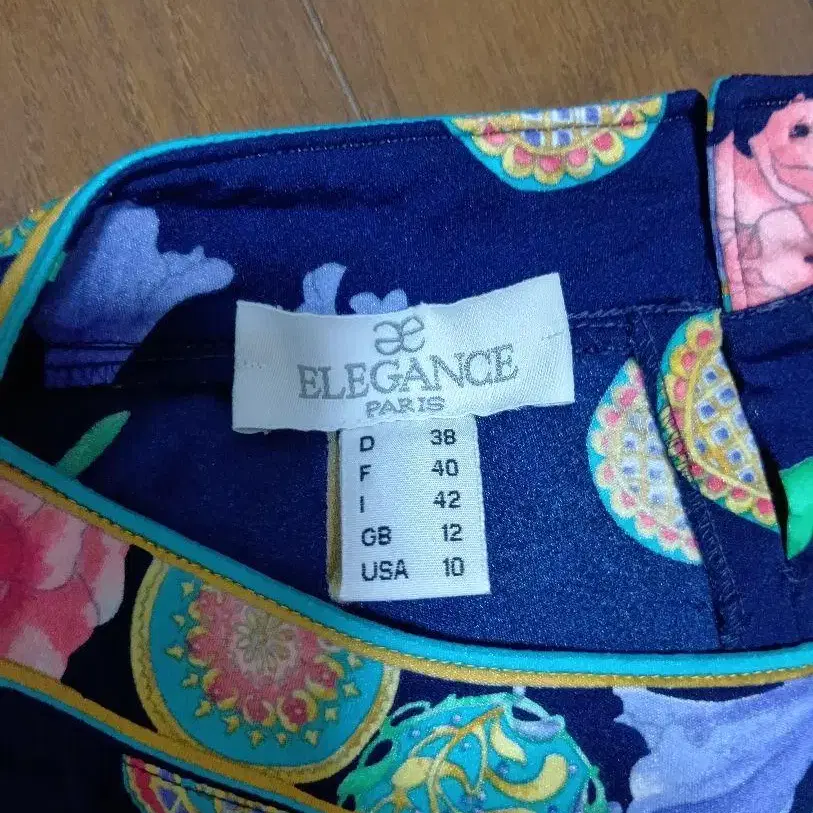 ELEGANCE
PARIS
D 38
F 40
I 42
GB 12
USA 10